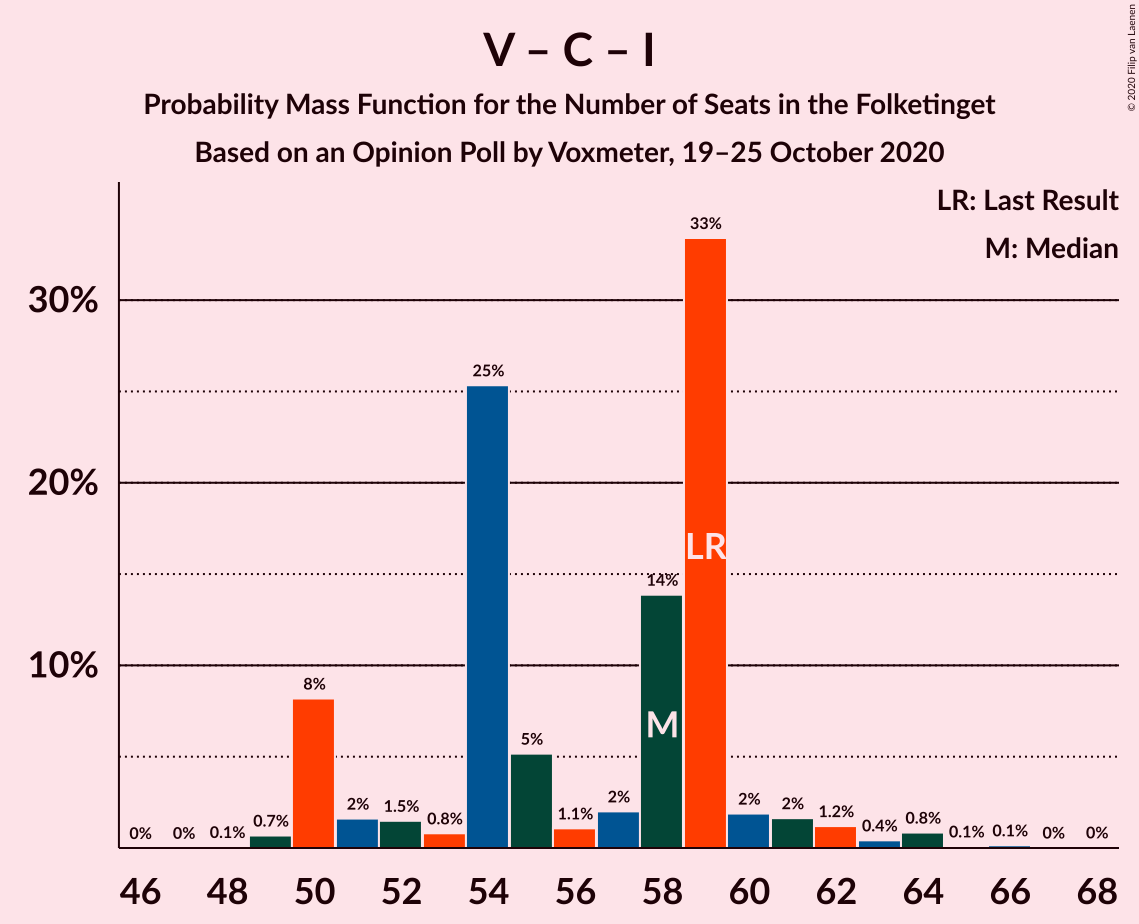 V – C – I
Probability Mass Function for the Number of Seats in the Folketinget
Based on an Opinion Poll by Voxmeter, 19–25 October 2020
© 2020 Filip van Laenen
LR: Last Result
M: Median
30%
20%
10%
0%
0%
0.1%
0.7%
8%
2%
1.5%
0.8%
25%
5%
1.1%
2%
14%
33%
2%
2%
1.2%
0.4%
0.8%
0.1%
0.1%
0%
0%
M
LR
46 48 50 52 54 56 58 60 62 64 66 68